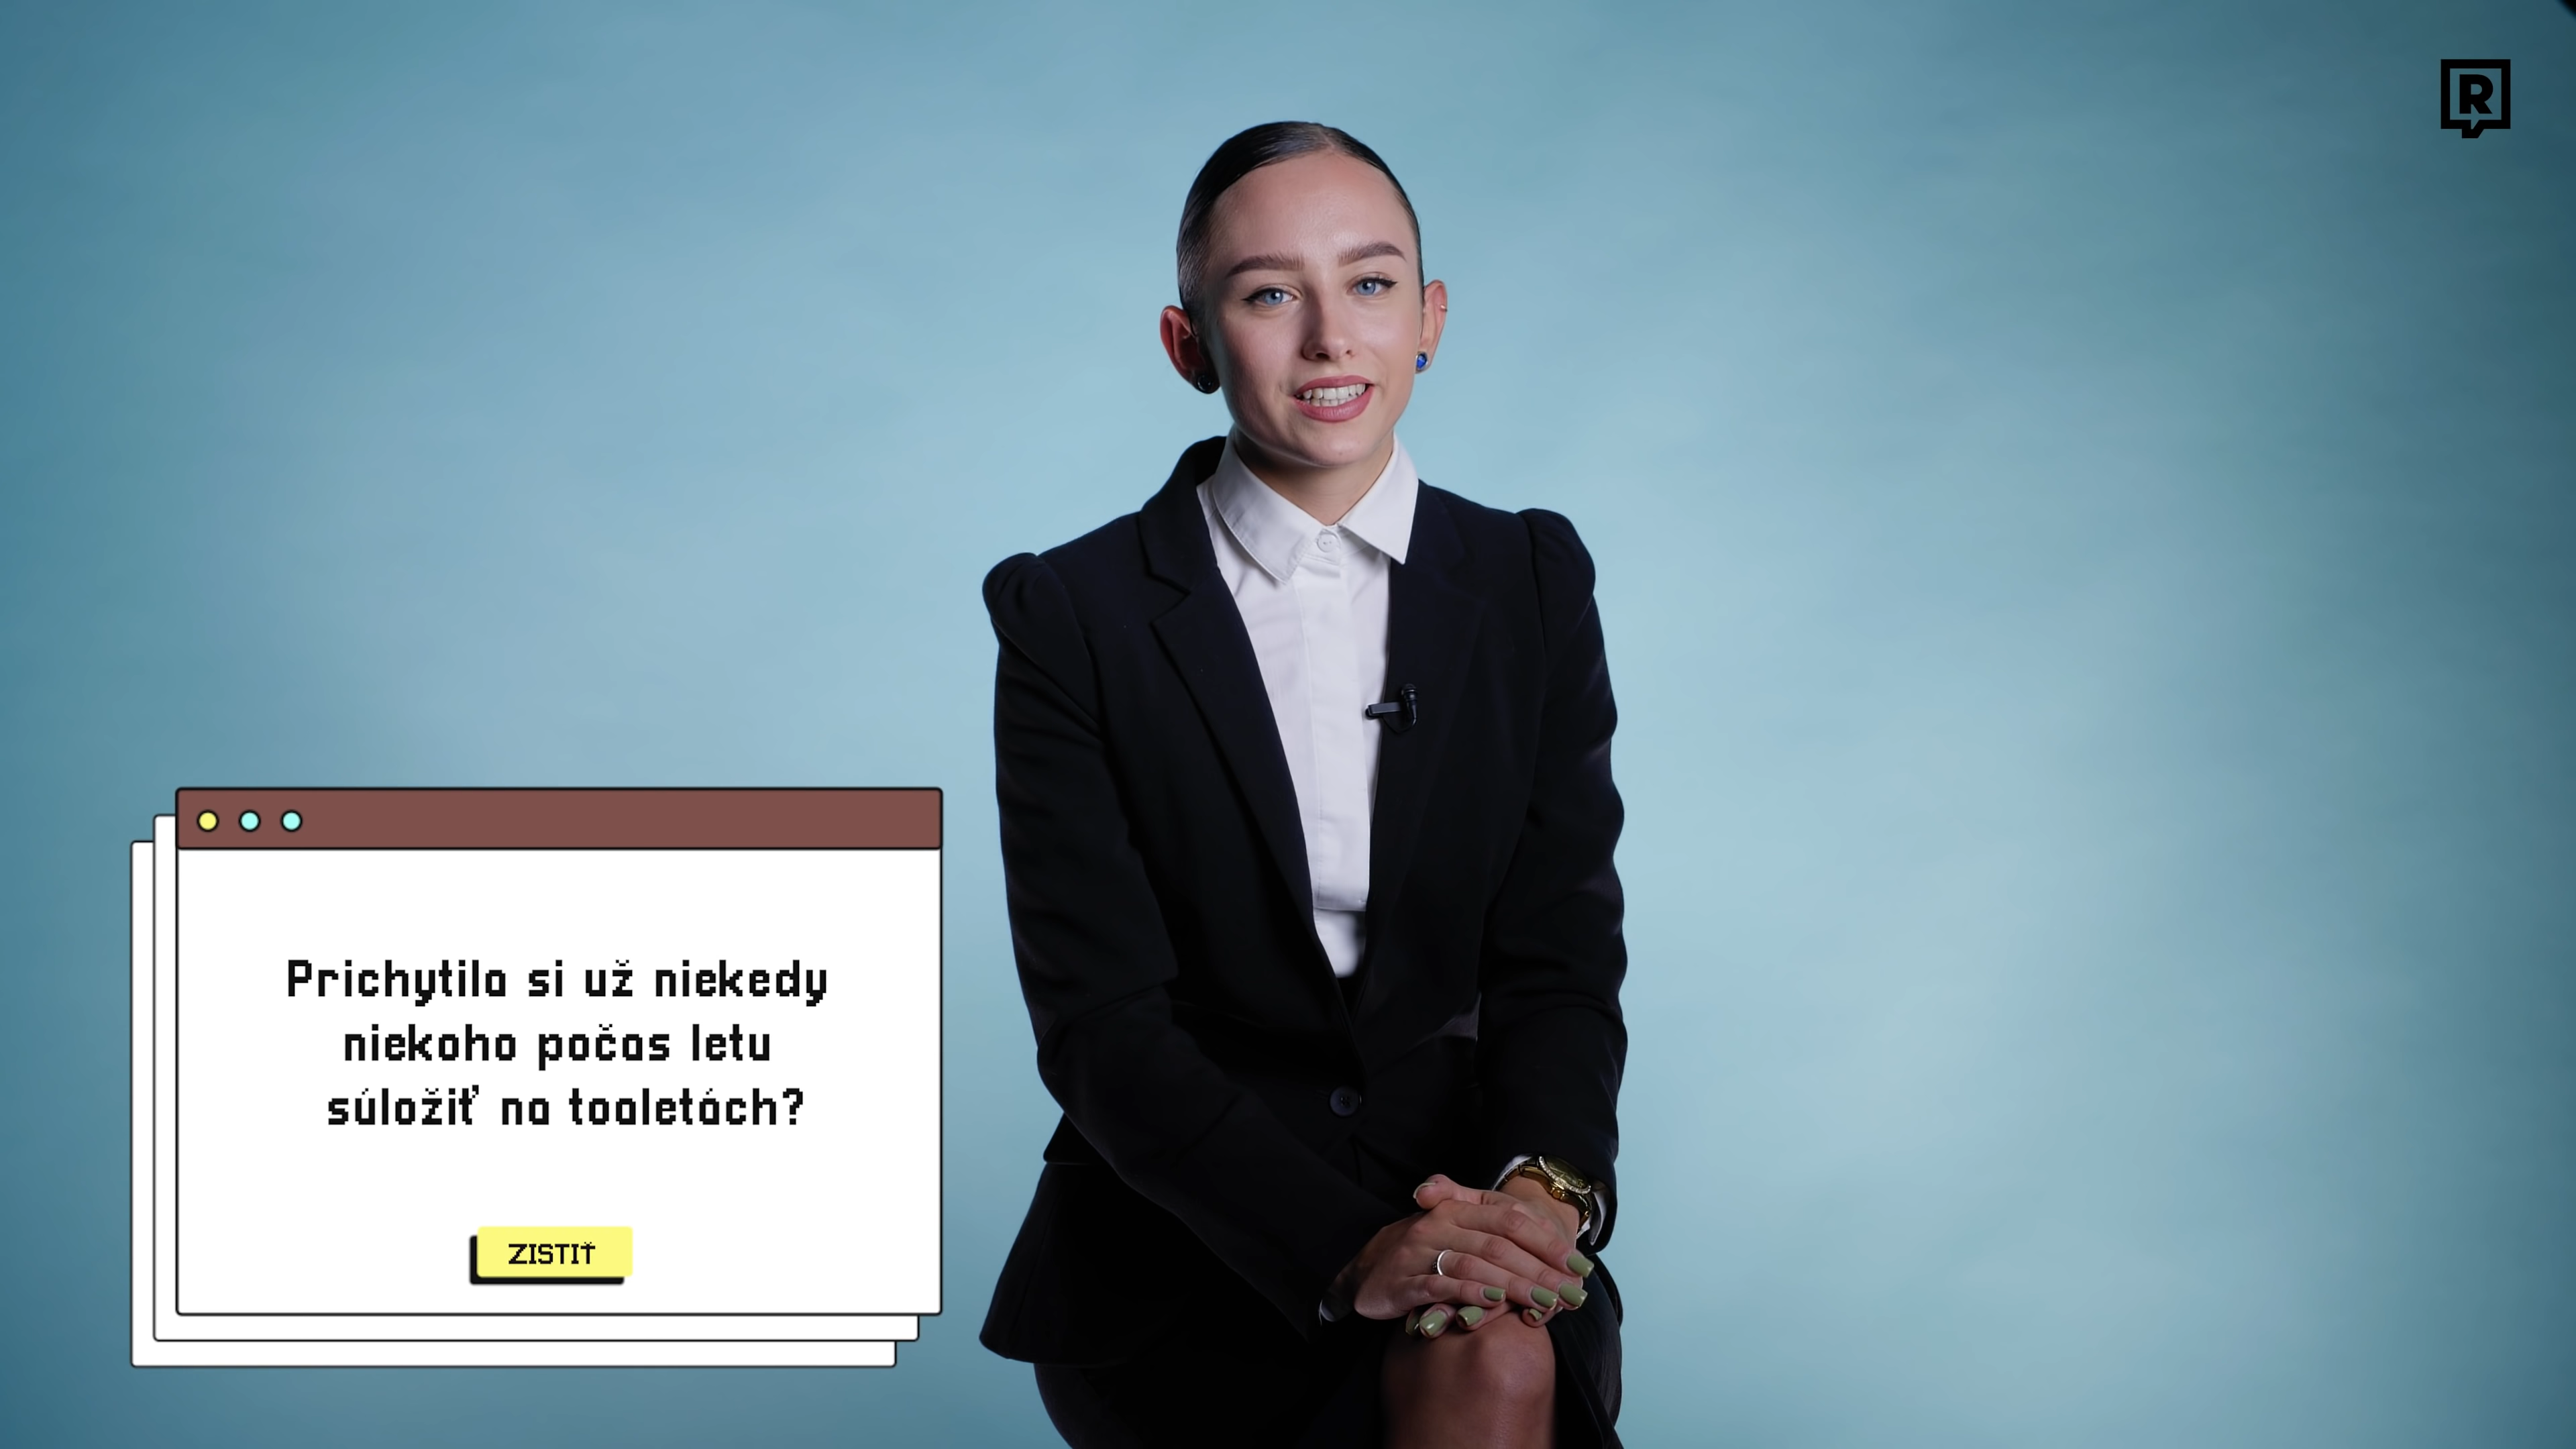 R
Prichytila si už niekedy
niekoho počas letu
súložiť na toaletách?
ZISTIŤ